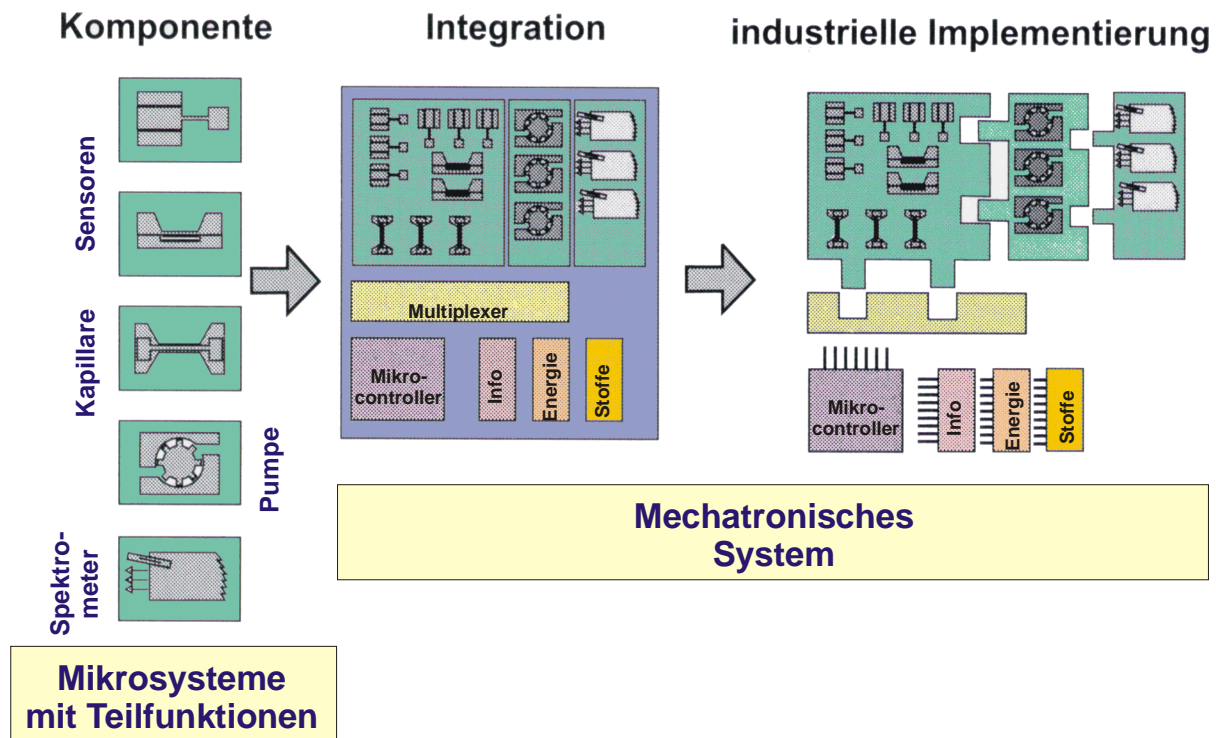 Komponente
Integration
industrielle Implementierung
Sensoren
Kapillare
Pumpe
Spektro-
meter
Multiplexer
Mikro-
controller
Info
Energie
Stoffe
Mikro-
controller
Info
Energie
Stoffe
Mechatronisches
System
Mikrosysteme
mit Teilfunktionen